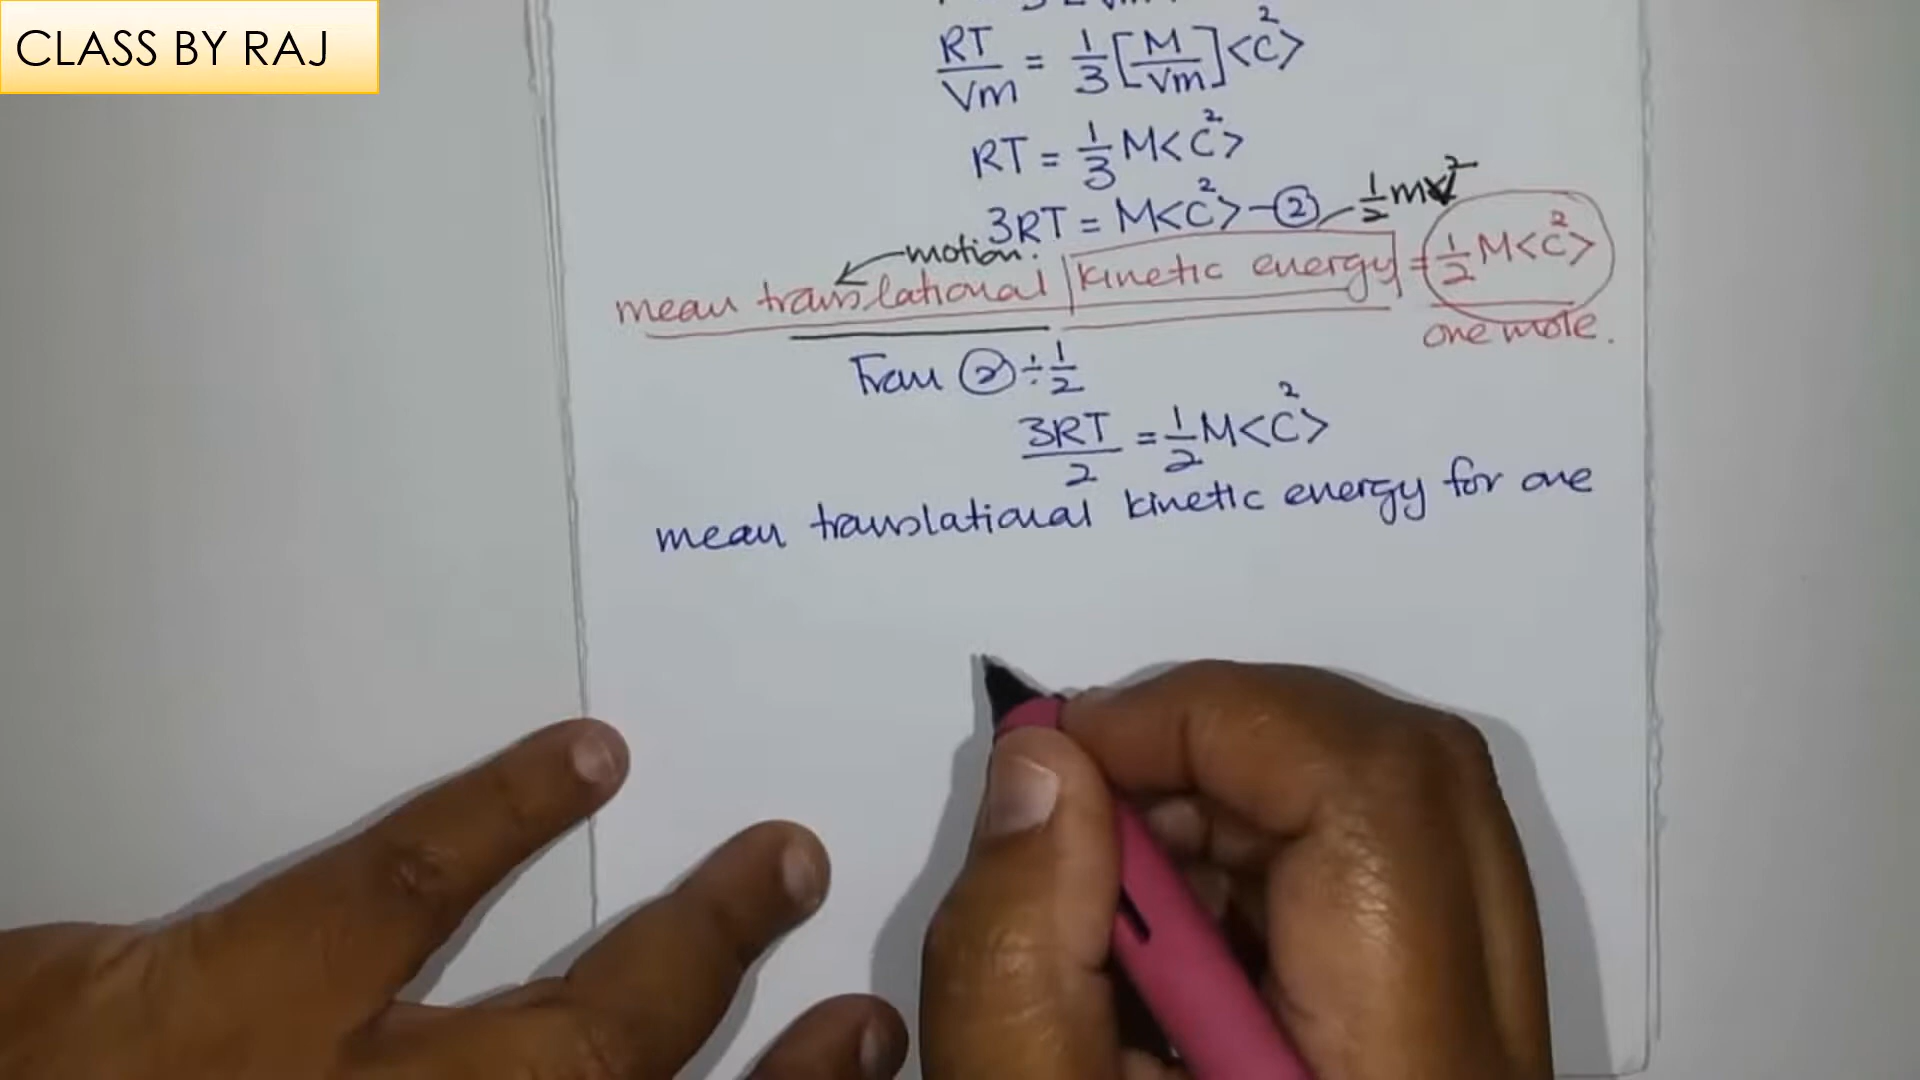 CLASS BY RAJ
RT/Vm = 1/3 [M/Vm] <C²>
RT = 1/3 M<C²>
3RT = M<C²> - ②
1/2 mv²
motion.
mean translational kinetic energy = 1/2 M<C²>
one mole.
From ② ÷ 1/2
3RT/2 = 1/2 M<C²>
mean translational kinetic energy for one